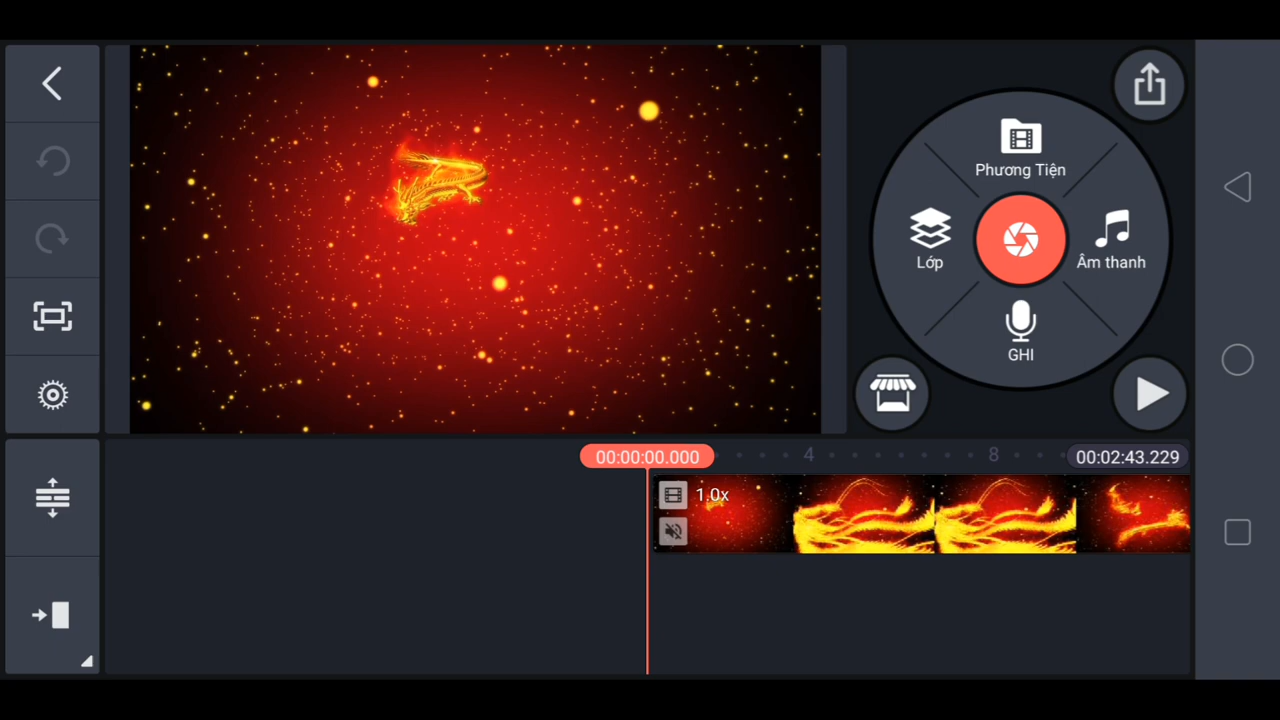 Phương Tiện
Lớp
Âm thanh
GHI
00:00:00.000
4
8
00:02:43.229
1.0x